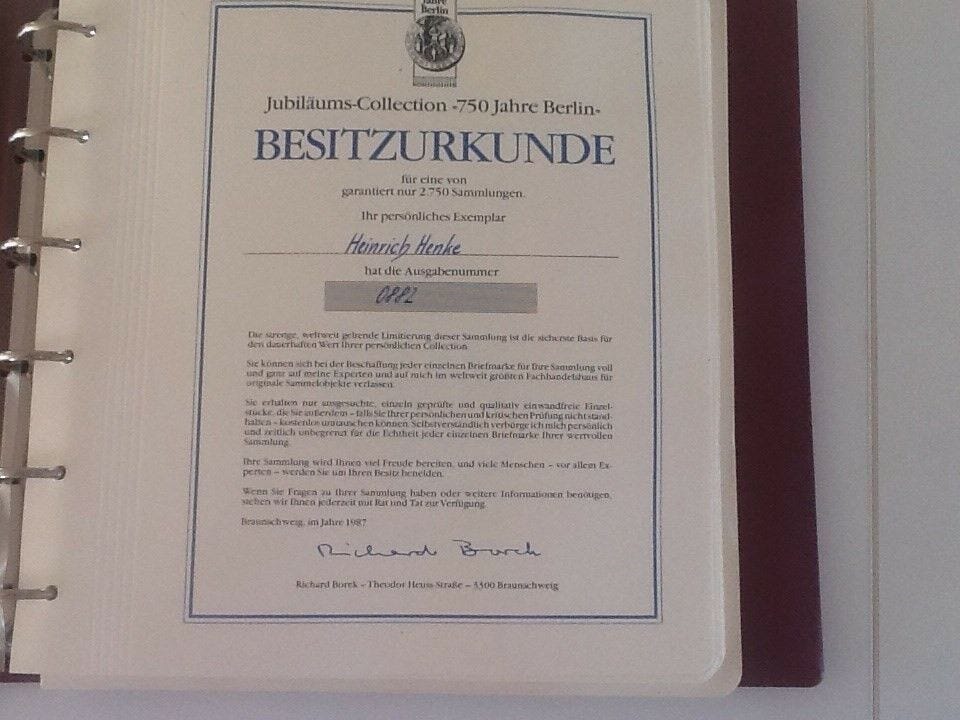 Jahre
Berlin
Jubiläums-Collection »750 Jahre Berlin«
BESITZURKUNDE
für eine von
garantiert nur 2.750 Sammlungen.
Ihr persönliches Exemplar
Heinrich Henke
hat die Ausgabenummer
0882
Die strenge, weltweit geltende Limitierung dieser Sammlung ist die sicherste Basis für
den dauerhaften Wert Ihrer persönlichen Collection.
Sie können sich bei der Beschaffung jeder einzelnen Briefmarke für Ihre Sammlung voll
und ganz auf meine Experten und auf mich im weltweit größten Fachhandelshaus für
originale Sammelobjekte verlassen.
Sie erhalten nur ausgesuchte, einzeln geprüfte und qualitativ einwandfreie Einzel-
stücke, die Sie außerdem – falls Sie Ihrer persönlichen und kritischen Prüfung nicht stand-
halten – kostenlos umtauschen können. Selbstverständlich verbürge ich mich persönlich
und zeitlich unbegrenzt für die Echtheit jeder einzelnen Briefmarke Ihrer wertvollen
Sammlung.
Ihre Sammlung wird Ihnen viel Freude bereiten, und viele Menschen – vor allem Ex-
perten – werden Sie um Ihren Besitz beneiden.
Wenn Sie Fragen zu Ihrer Sammlung haben oder weitere Informationen benötigen,
stehen wir Ihnen jederzeit mit Rat und Tat zur Verfügung.
Braunschweig, im Jahre 1987
Richard Borek
Richard Borek – Theodor-Heuss-Straße – 3300 Braunschweig